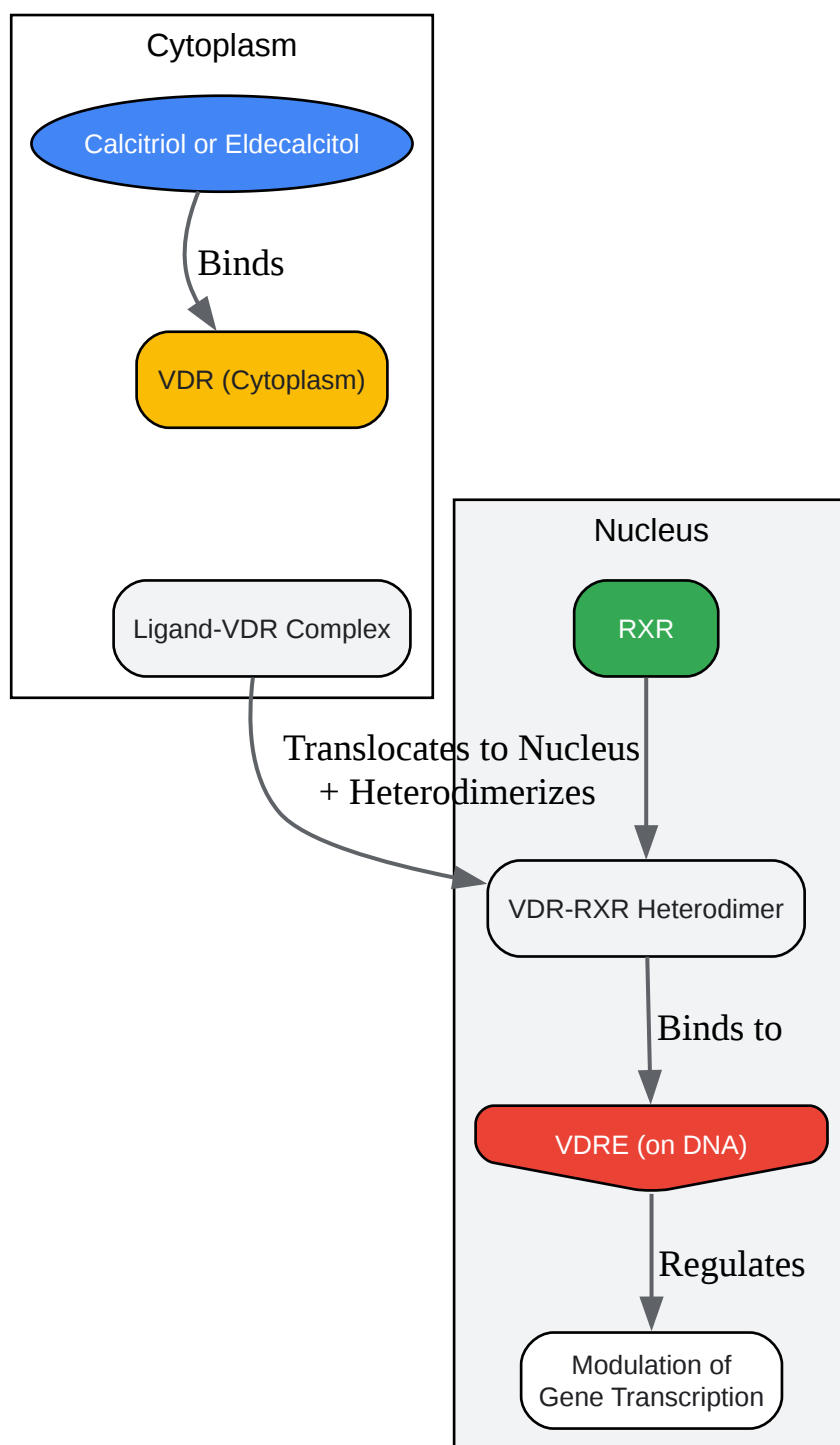 Cytoplasm
Calcitriol or Eldecalcitol
Binds
VDR (Cytoplasm)
Ligand-VDR Complex
Nucleus
RXR
Translocates to Nucleus
+ Heterodimerizes
VDR-RXR Heterodimer
Binds to
VDRE (on DNA)
Regulates
Modulation of
Gene Transcription